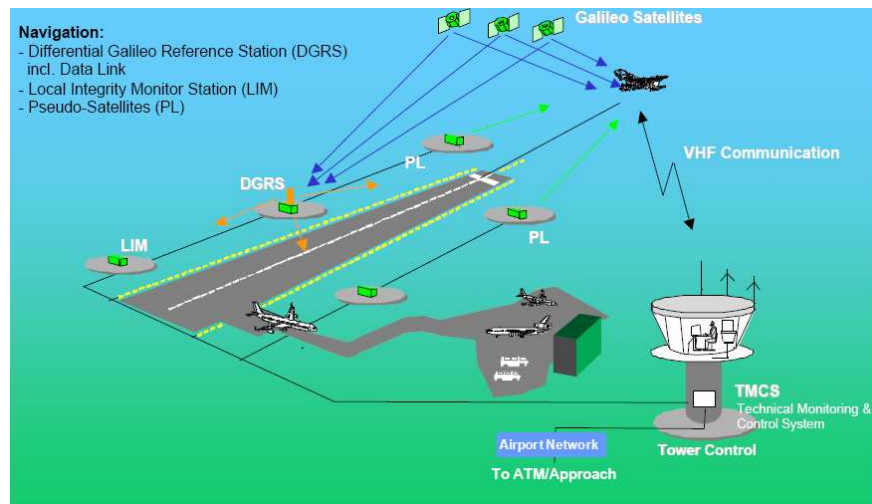 Galileo Satellites
Navigation:
- Differential Galileo Reference Station (DGRS)
incl. Data Link
- Local Integrity Monitor Station (LIM)
- Pseudo-Satellites (PL)
VHF Communication
PL
DGRS
PL
LIM
TMCS
Technical Monitoring &
Control System
Airport Network
Tower Control
To ATM/Approach